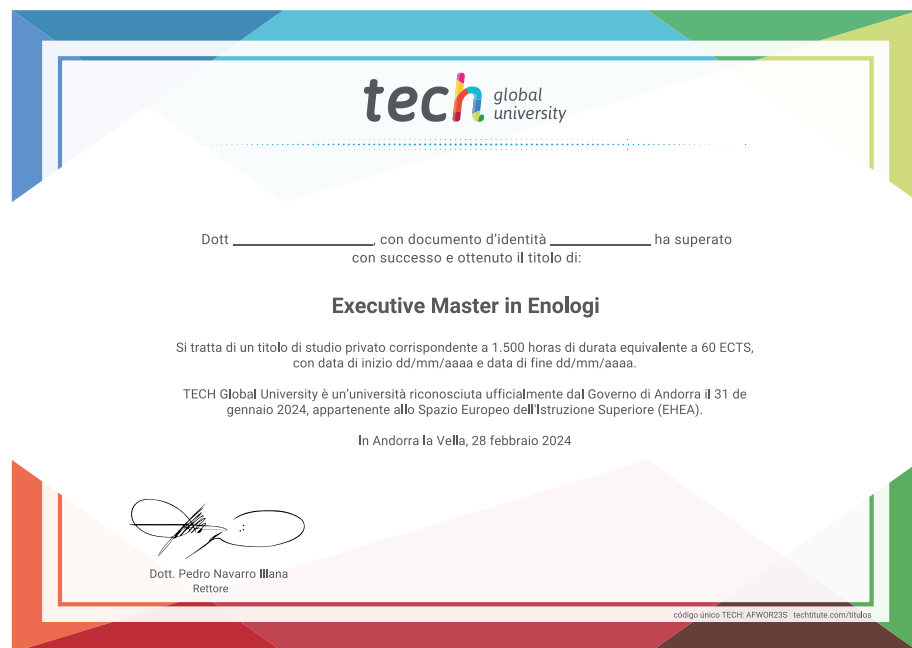 tech global university
Dott ____________________, con documento d'identità ______________ ha superato
con successo e ottenuto il titolo di:
Executive Master in Enologi
Si tratta di un titolo di studio privato corrispondente a 1.500 horas di durata equivalente a 60 ECTS,
con data di inizio dd/mm/aaaa e data di fine dd/mm/aaaa.
TECH Global University è un'università riconosciuta ufficialmente dal Governo di Andorra il 31 de
gennaio 2024, appartenente allo Spazio Europeo dell'Istruzione Superiore (EHEA).
In Andorra la Vella, 28 febbraio 2024
Dott. Pedro Navarro Illana
Rettore
código único TECH: AFWOR23S techtitute.com/titulos